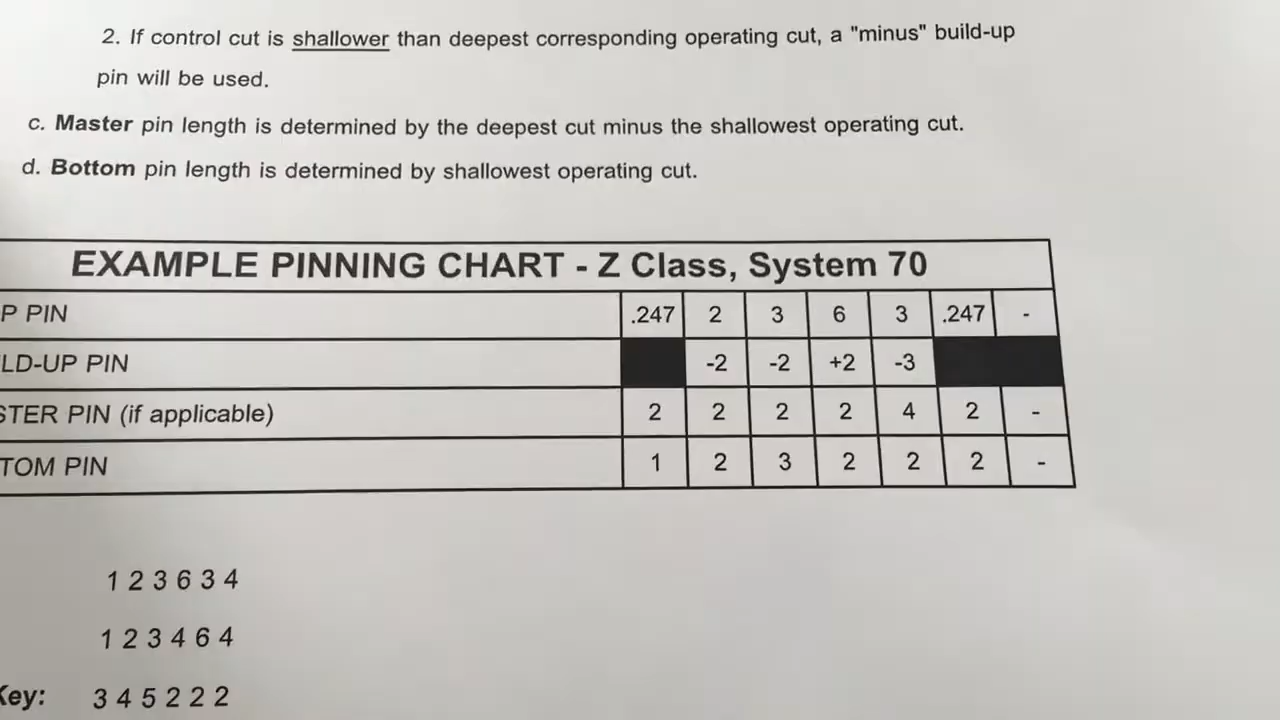 2. If control cut is shallower than deepest corresponding operating cut, a "minus" build-up
pin will be used.
c. Master pin length is determined by the deepest cut minus the shallowest operating cut.
d. Bottom pin length is determined by shallowest operating cut.
EXAMPLE PINNING CHART - Z Class, System 70
P PIN .247 2 3 6 3 .247 -
LD-UP PIN -2 -2 +2 -3
STER PIN (if applicable) 2 2 2 2 4 2 -
TOM PIN 1 2 3 2 2 2 -
1 2 3 6 3 4
1 2 3 4 6 4
Key: 3 4 5 2 2 2